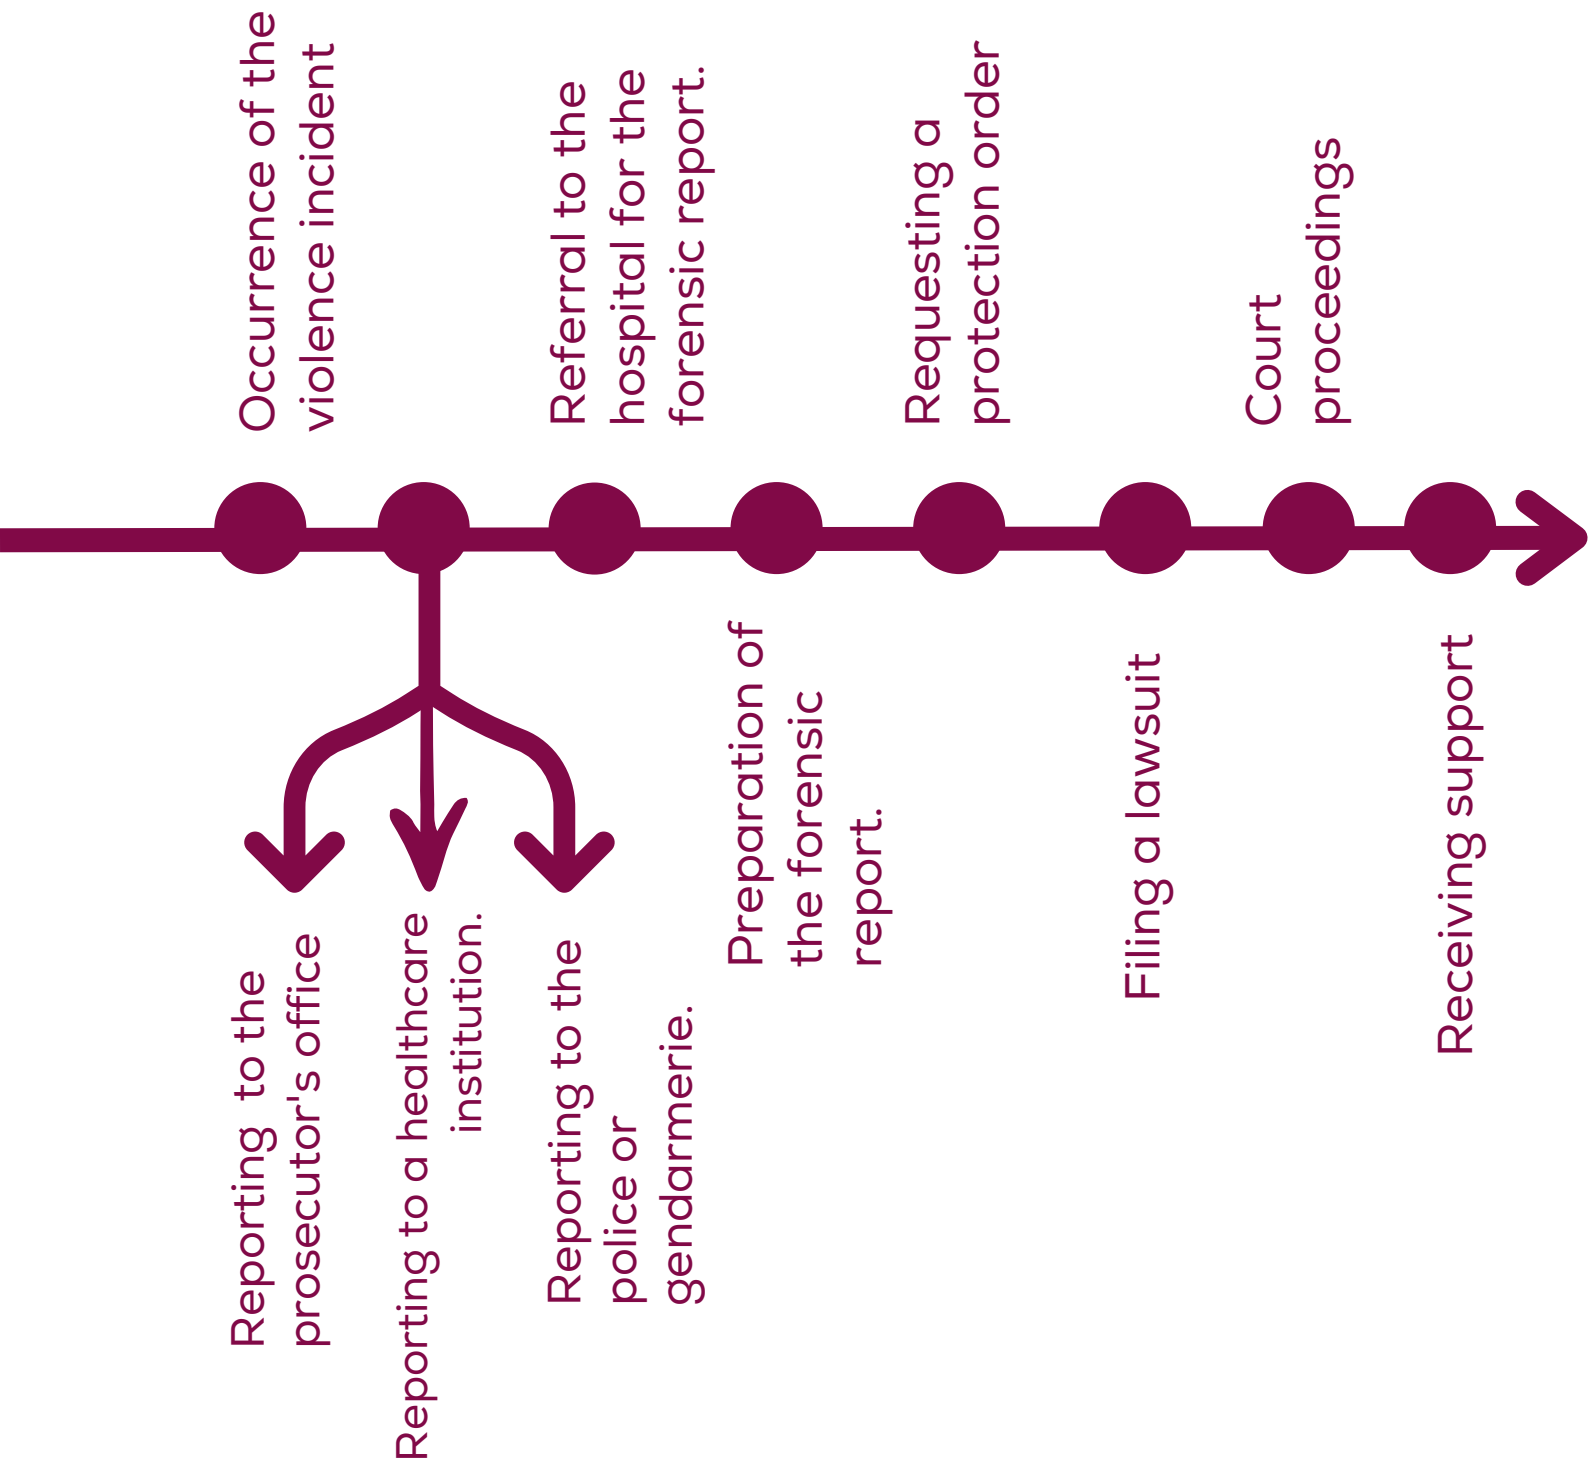 Occurrence of the
violence incident
Reporting to the
prosecutor's office
Reporting to a healthcare
institution.
Reporting to the
police or
gendarmerie.
Referral to the
hospital for the
forensic report.
Preparation of
the forensic
report.
Requesting a
protection order
Filing a lawsuit
Court
proceedings
Receiving support